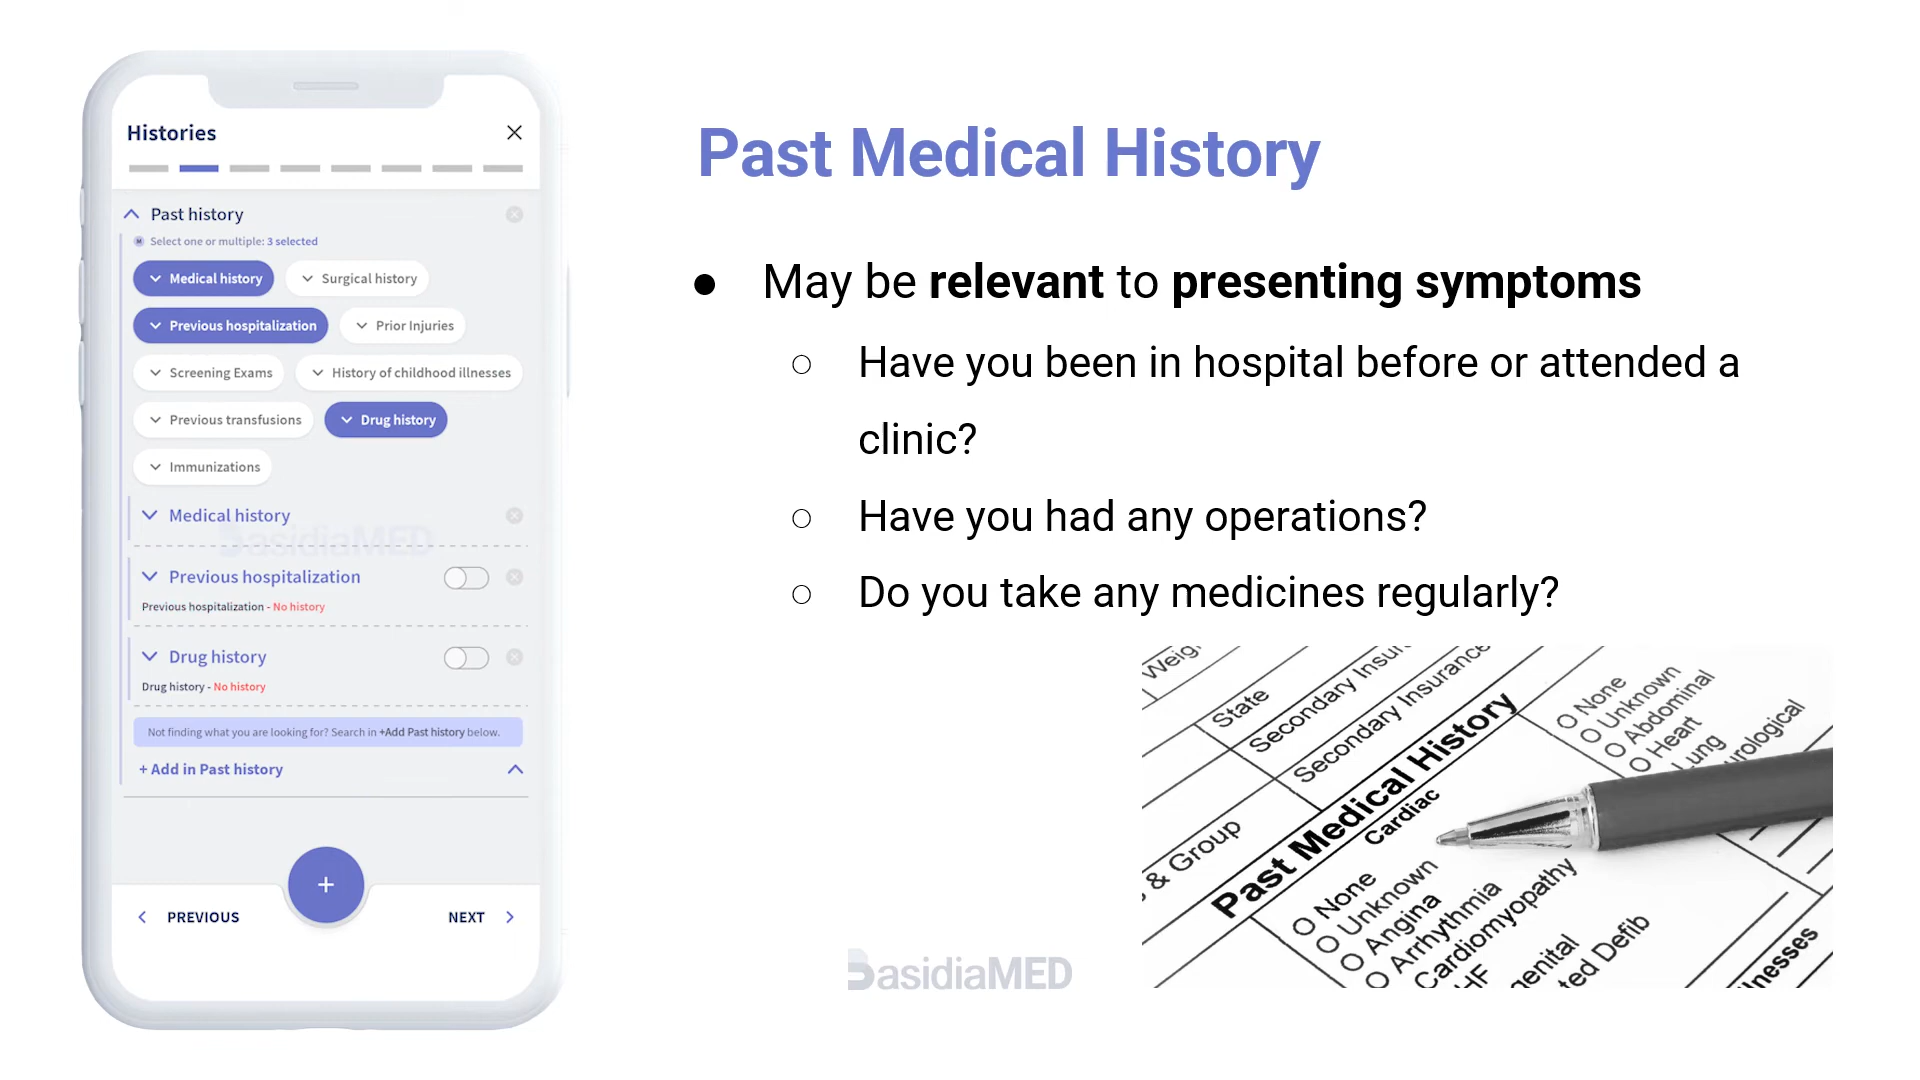 Histories
Past history
Select one or multiple: 3 selected
Medical history
Surgical history
Previous hospitalization
Prior Injuries
Screening Exams
History of childhood illnesses
Previous transfusions
Drug history
Immunizations
Medical history
BasidiaMED
Previous hospitalization
Previous hospitalization - No history
Drug history
Drug history - No history
Not finding what you are looking for? Search in +Add Past history below.
+ Add in Past history
+
PREVIOUS
NEXT
Past Medical History
● May be relevant to presenting symptoms
○ Have you been in hospital before or attended a
clinic?
○ Have you had any operations?
○ Do you take any medicines regularly?
BasidiaMED
State
Secondary Insurance
& Group
Past Medical History
Cardiac
None
Unknown
Angina
Arrhythmia
Cardiomyopathy
None
Unknown
Abdominal
Heart
Lung